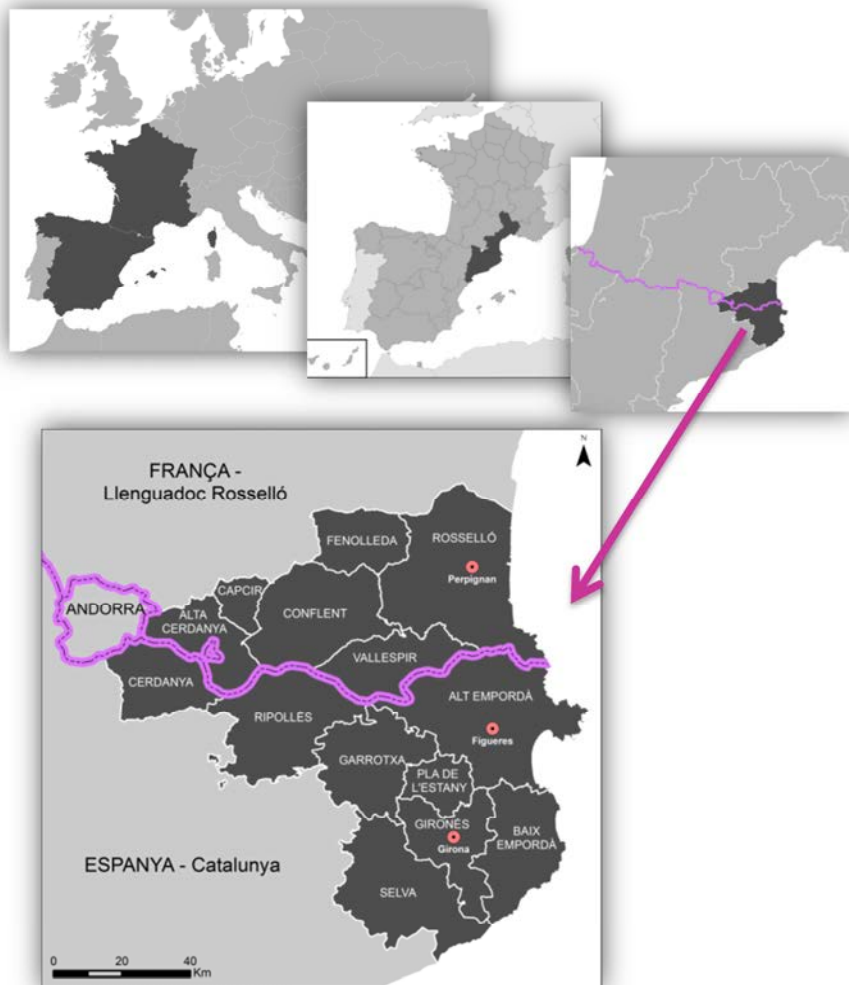 N
FRANÇA -
Llenguadoc Rosselló
FENOLLEDA
ROSSELLÓ
Perpignan
CAPCIR
ANDORRA
ALTA
CERDANYA
CONFLENT
VALLESPIR
CERDANYA
ALT EMPORDÀ
RIPOLLÈS
Figueres
GARROTXA
PLA DE
L'ESTANY
GIRONÈS
Girona
BAIX
EMPORDÀ
ESPANYA - Catalunya
SELVA
0 20 40
Km